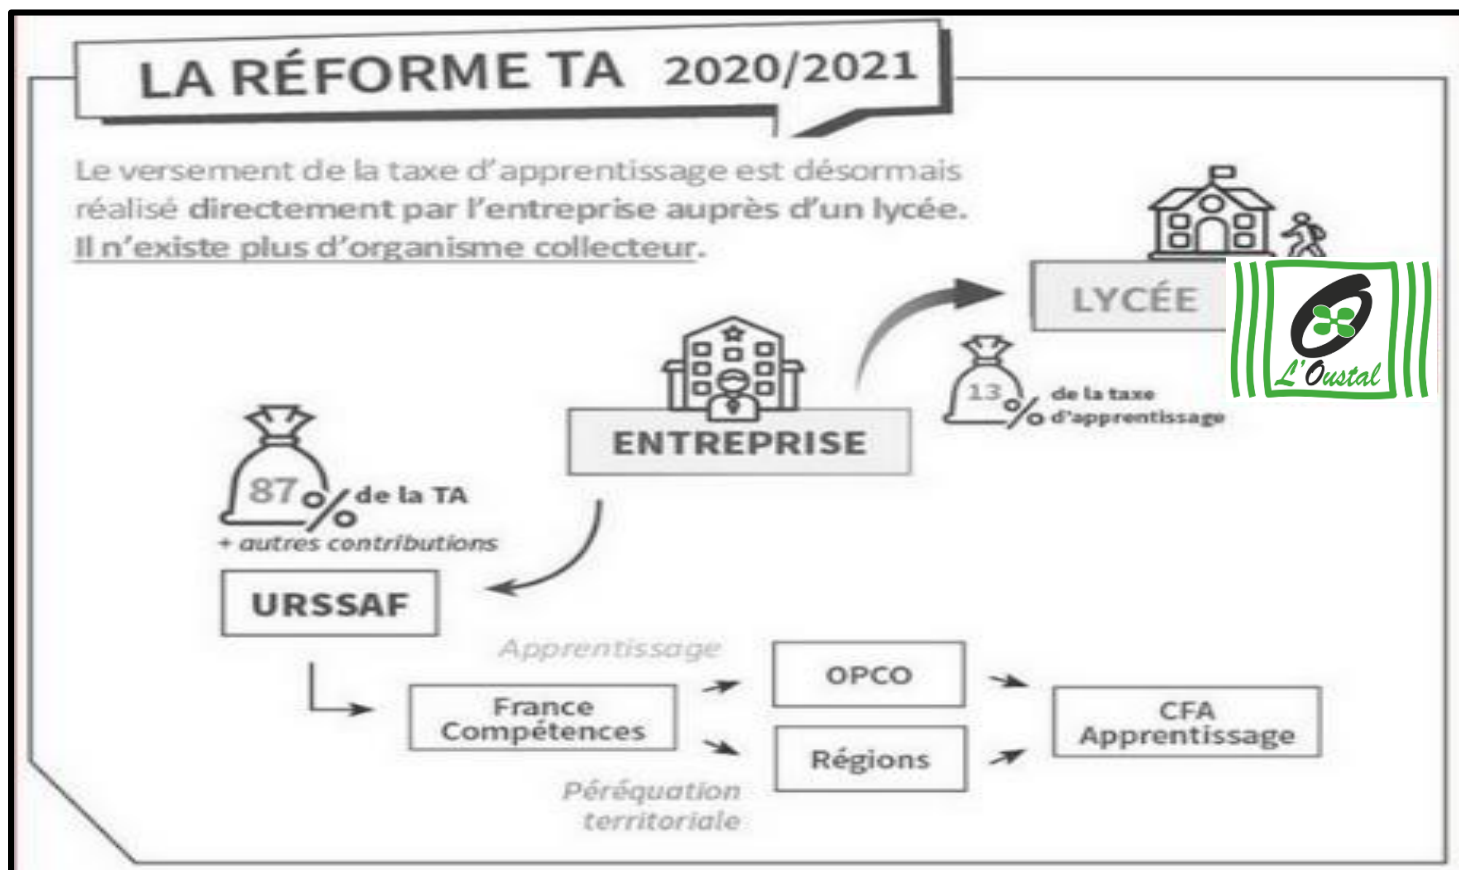 LA RÉFORME TA 2020/2021
Le versement de la taxe d'apprentissage est désormais
réalisé directement par l'entreprise auprès d'un lycée.
Il n'existe plus d'organisme collecteur.
LYCÉE
L'Oustal
13% de la taxe
d'apprentissage
ENTREPRISE
87% de la TA
+ autres contributions
URSSAF
Apprentissage
OPCO
France
Compétences
CFA
Apprentissage
Régions
Péréquation
territoriale